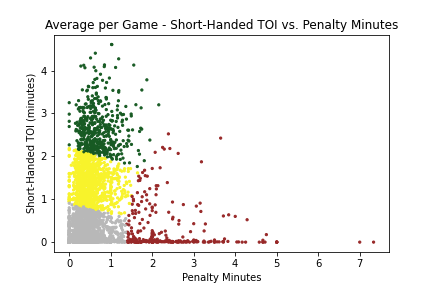 Average per Game - Short-Handed TOI vs. Penalty Minutes
Short-Handed TOI (minutes)
4
3
2
1
0
0 1 2 3 4 5 6 7
Penalty Minutes